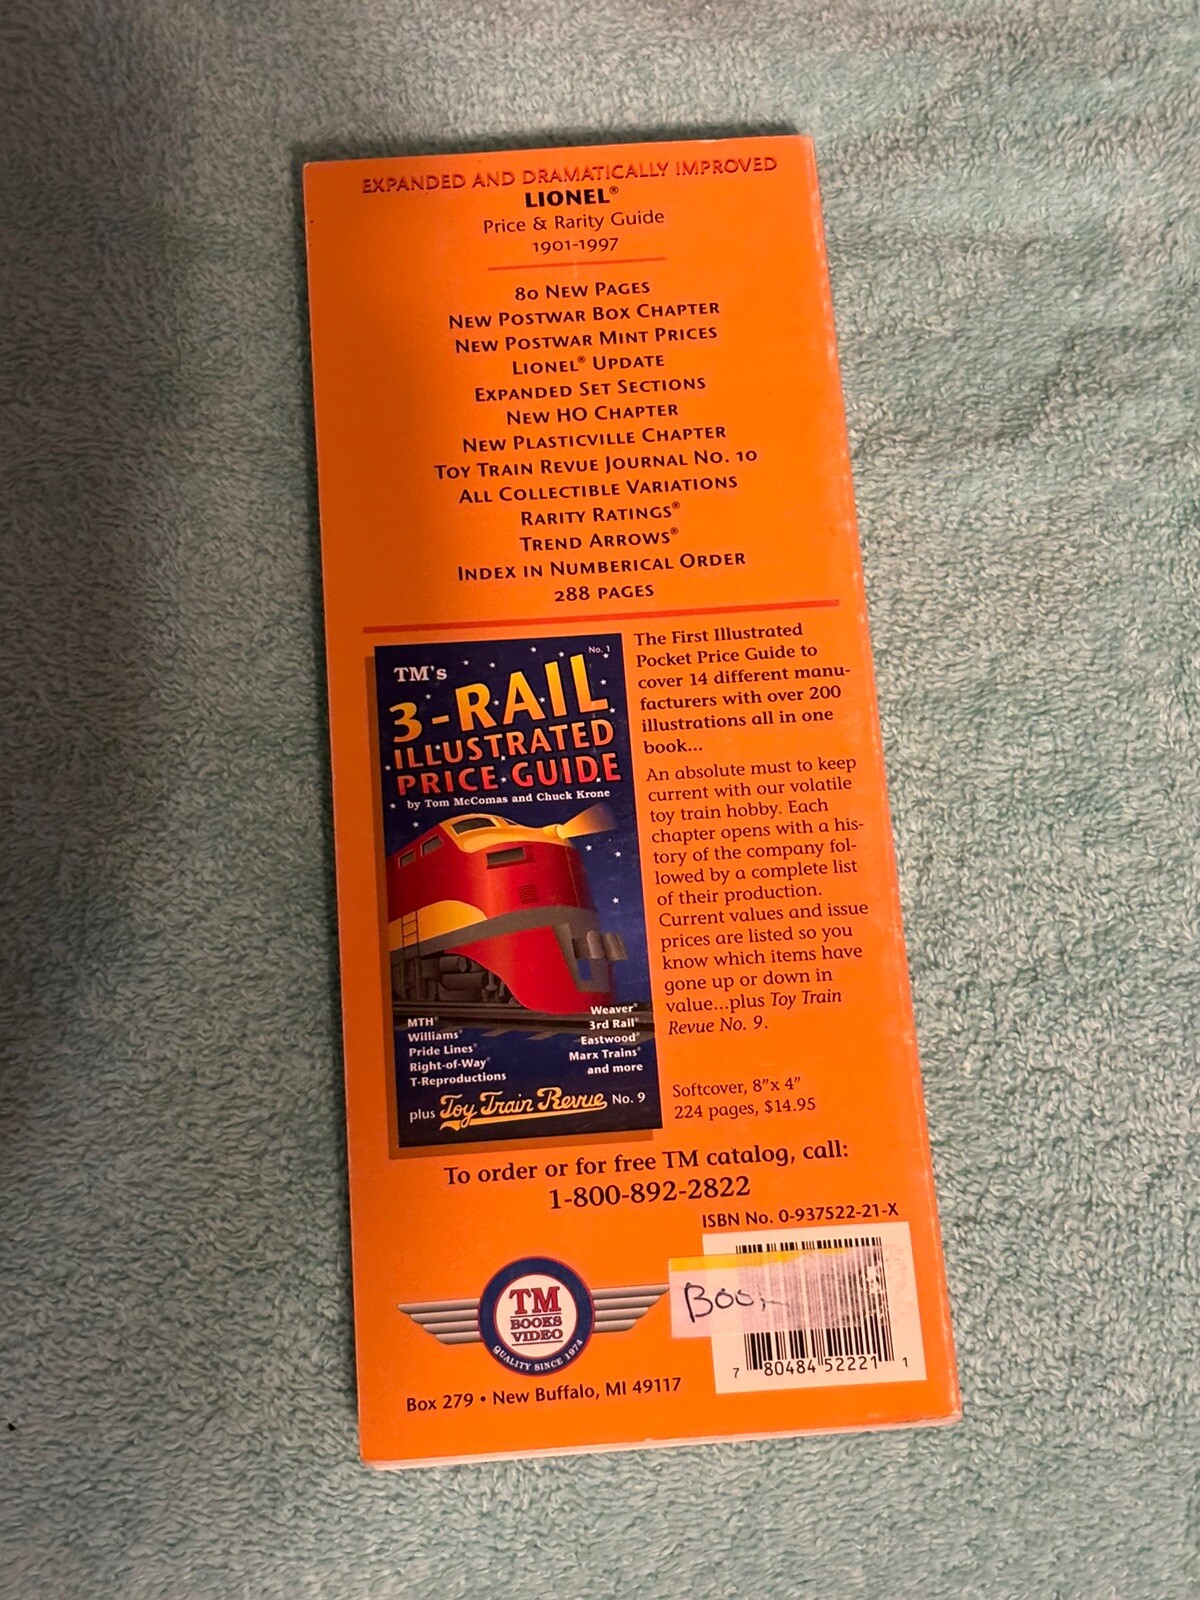 EXPANDED AND DRAMATICALLY IMPROVED
LIONEL®
Price & Rarity Guide
1901-1997
80 New Pages
New Postwar Box Chapter
New Postwar Mint Prices
Lionel® Update
Expanded Set Sections
New HO Chapter
New Plasticville Chapter
Toy Train Revue Journal No. 10
All Collectible Variations
Rarity Ratings®
Trend Arrows®
Index in Numberical Order
288 pages
No. 1
TM's
3-RAIL
ILLUSTRATED
PRICE GUIDE
by Tom McComas and Chuck Krone
MTH®
Williams®
Pride Lines®
Right-of-Way®
T-Reproductions
Weaver®
3rd Rail®
Eastwood®
Marx Trains®
and more
plus Toy Train Revue No. 9
The First Illustrated
Pocket Price Guide to
cover 14 different manu-
facturers with over 200
illustrations all in one
book...
An absolute must to keep
current with our volatile
toy train hobby. Each
chapter opens with a his-
tory of the company fol-
lowed by a complete list
of their production.
Current values and issue
prices are listed so you
know which items have
gone up or down in
value...plus Toy Train
Revue No. 9.
Softcover, 8"x 4"
224 pages, $14.95
To order or for free TM catalog, call:
1-800-892-2822
ISBN No. 0-937522-21-X
TM
BOOKS
VIDEO
QUALITY SINCE 1974
Book
7 80484 52221 1
Box 279 • New Buffalo, MI 49117